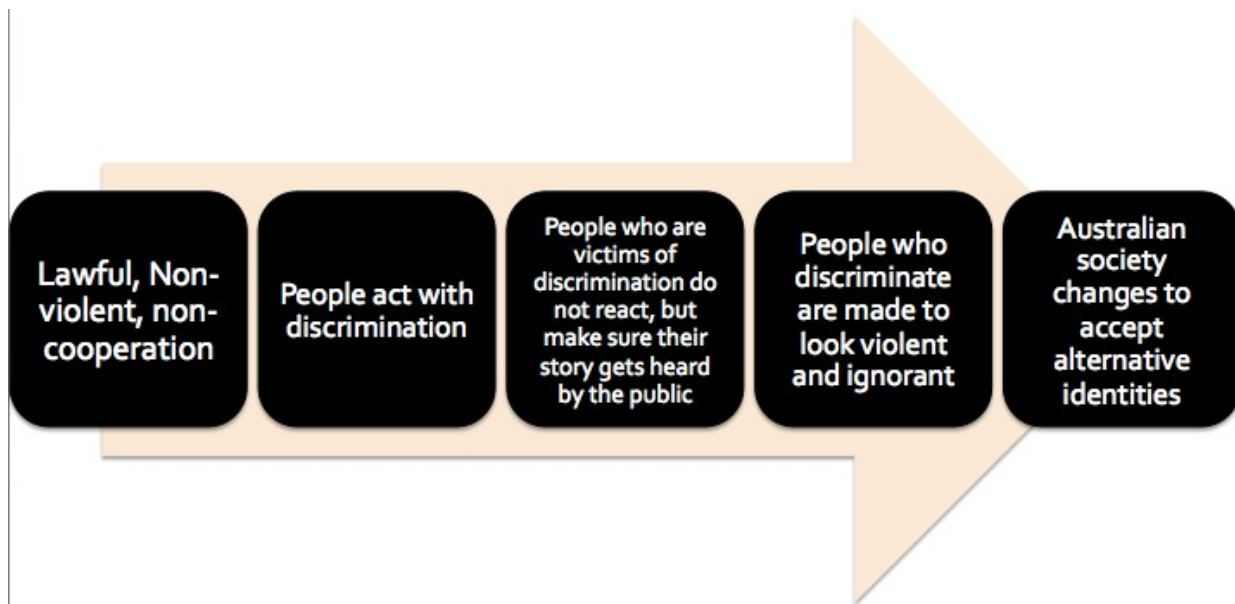 Lawful, Non-
violent, non-
cooperation
People act with
discrimination
People who are
victims of
discrimination do
not react, but
make sure their
story gets heard
by the public
People who
discriminate
are made to
look violent
and ignorant
Australian
society
changes to
accept
alternative
identities